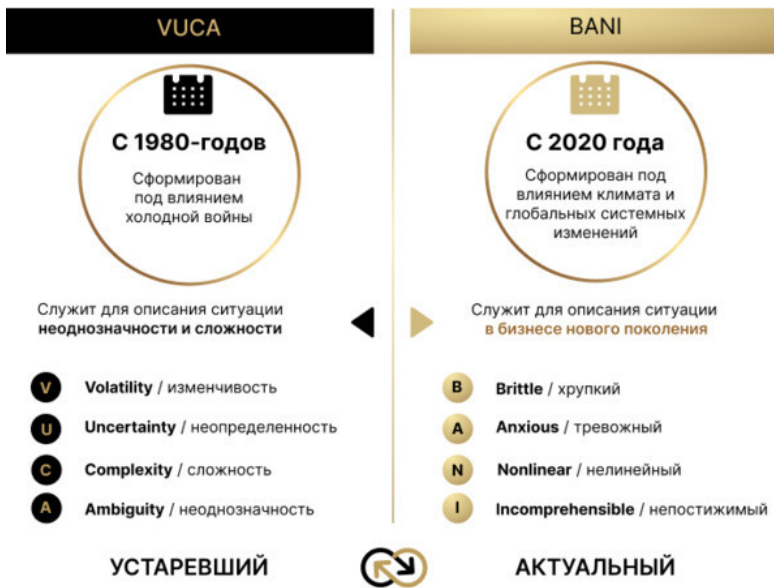 VUCA
С 1980-годов
Сформирован
под влиянием
холодной войны
Служит для описания ситуации
неоднозначности и сложности
V Volatility / изменчивость
U Uncertainty / неопределенность
C Complexity / сложность
A Ambiguity / неоднозначность
УСТАРЕВШИЙ
BANI
С 2020 года
Сформирован под
влиянием климата и
глобальных системных
изменений
Служит для описания ситуации
в бизнесе нового поколения
B Brittle / хрупкий
A Anxious / тревожный
N Nonlinear / нелинейный
I Incomprehensible / непостижимый
АКТУАЛЬНЫЙ